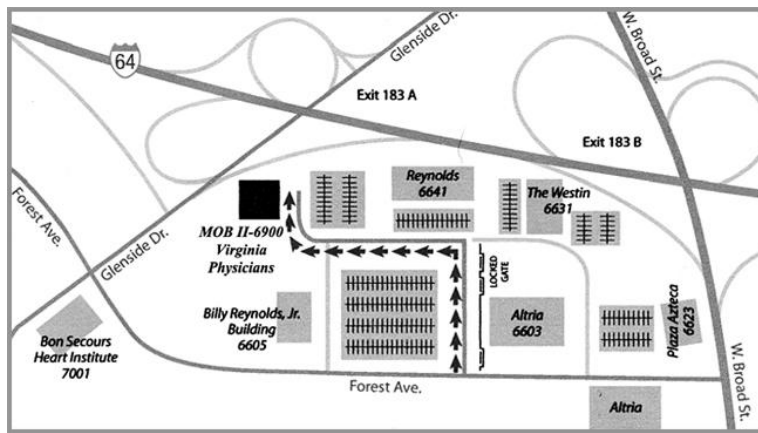 64
Glenside Dr.
W. Broad St.
Exit 183 A
Exit 183 B
Forest Ave.
Glenside Dr.
MOB II-6900
Virginia
Physicians
Reynolds
6641
The Westin
6631
LOCKED
GATE
Billy Reynolds, Jr.
Building
6605
Altria
6603
Plaza Azteca
6623
Bon Secours
Heart Institute
7001
Forest Ave.
W. Broad St.
Altria